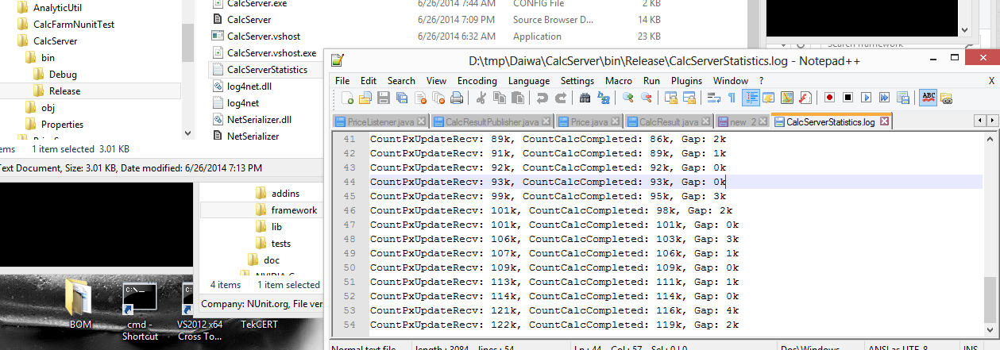 AnalyticUtil
CalcFarmNunitTest
CalcServer
bin
Debug
Release
obj
Properties
ems 1 item selected 3.01 KB
Text Document, Size: 3.01 KB, Date modified: 6/26/2014 7:13 PM
CalcServer.exe 6/26/2014 7:44 AM CONFIG File 2 KB
CalcServer 6/26/2014 7:09 PM Source Browser D... 14 KB
CalcServer.vshost 6/26/2014 6:32 AM Application 23 KB
CalcServer.vshost.exe
CalcServerStatistics
log4net.dll
log4net
NetSerializer.dll
NetSerializer
Search framework
addins
framework
lib
tests
doc
4 items 1 item selected
Company: NUnit.org, File ver
BOM
cmd -
Shortcut
VS2012 x64
Cross To...
TekCERT
D:\tmp\Daiwa\CalcServer\bin\Release\CalcServerStatistics.log - Notepad++
File Edit Search View Encoding Language Settings Macro Run Plugins Window ? X
ABC
PriceListener.java CalcResultPublisher.java Price.java CalcResult.java new 2 CalcServerStatistics.log
41 CountPxUpdateRecv: 89k, CountCalcCompleted: 86k, Gap: 2k
42 CountPxUpdateRecv: 91k, CountCalcCompleted: 89k, Gap: 1k
43 CountPxUpdateRecv: 92k, CountCalcCompleted: 92k, Gap: 0k
44 CountPxUpdateRecv: 93k, CountCalcCompleted: 93k, Gap: 0k
45 CountPxUpdateRecv: 99k, CountCalcCompleted: 95k, Gap: 3k
46 CountPxUpdateRecv: 101k, CountCalcCompleted: 98k, Gap: 2k
47 CountPxUpdateRecv: 101k, CountCalcCompleted: 101k, Gap: 0k
48 CountPxUpdateRecv: 106k, CountCalcCompleted: 103k, Gap: 3k
49 CountPxUpdateRecv: 107k, CountCalcCompleted: 106k, Gap: 1k
50 CountPxUpdateRecv: 109k, CountCalcCompleted: 109k, Gap: 0k
51 CountPxUpdateRecv: 113k, CountCalcCompleted: 111k, Gap: 1k
52 CountPxUpdateRecv: 114k, CountCalcCompleted: 114k, Gap: 0k
53 CountPxUpdateRecv: 121k, CountCalcCompleted: 116k, Gap: 4k
54 CountPxUpdateRecv: 122k, CountCalcCompleted: 119k, Gap: 2k
Normal text file length : 3084 lines : 54 Ln : 44 Col : 57 Sel : 0 | 0 Dos\Windows ANSI as UTF-8 INS